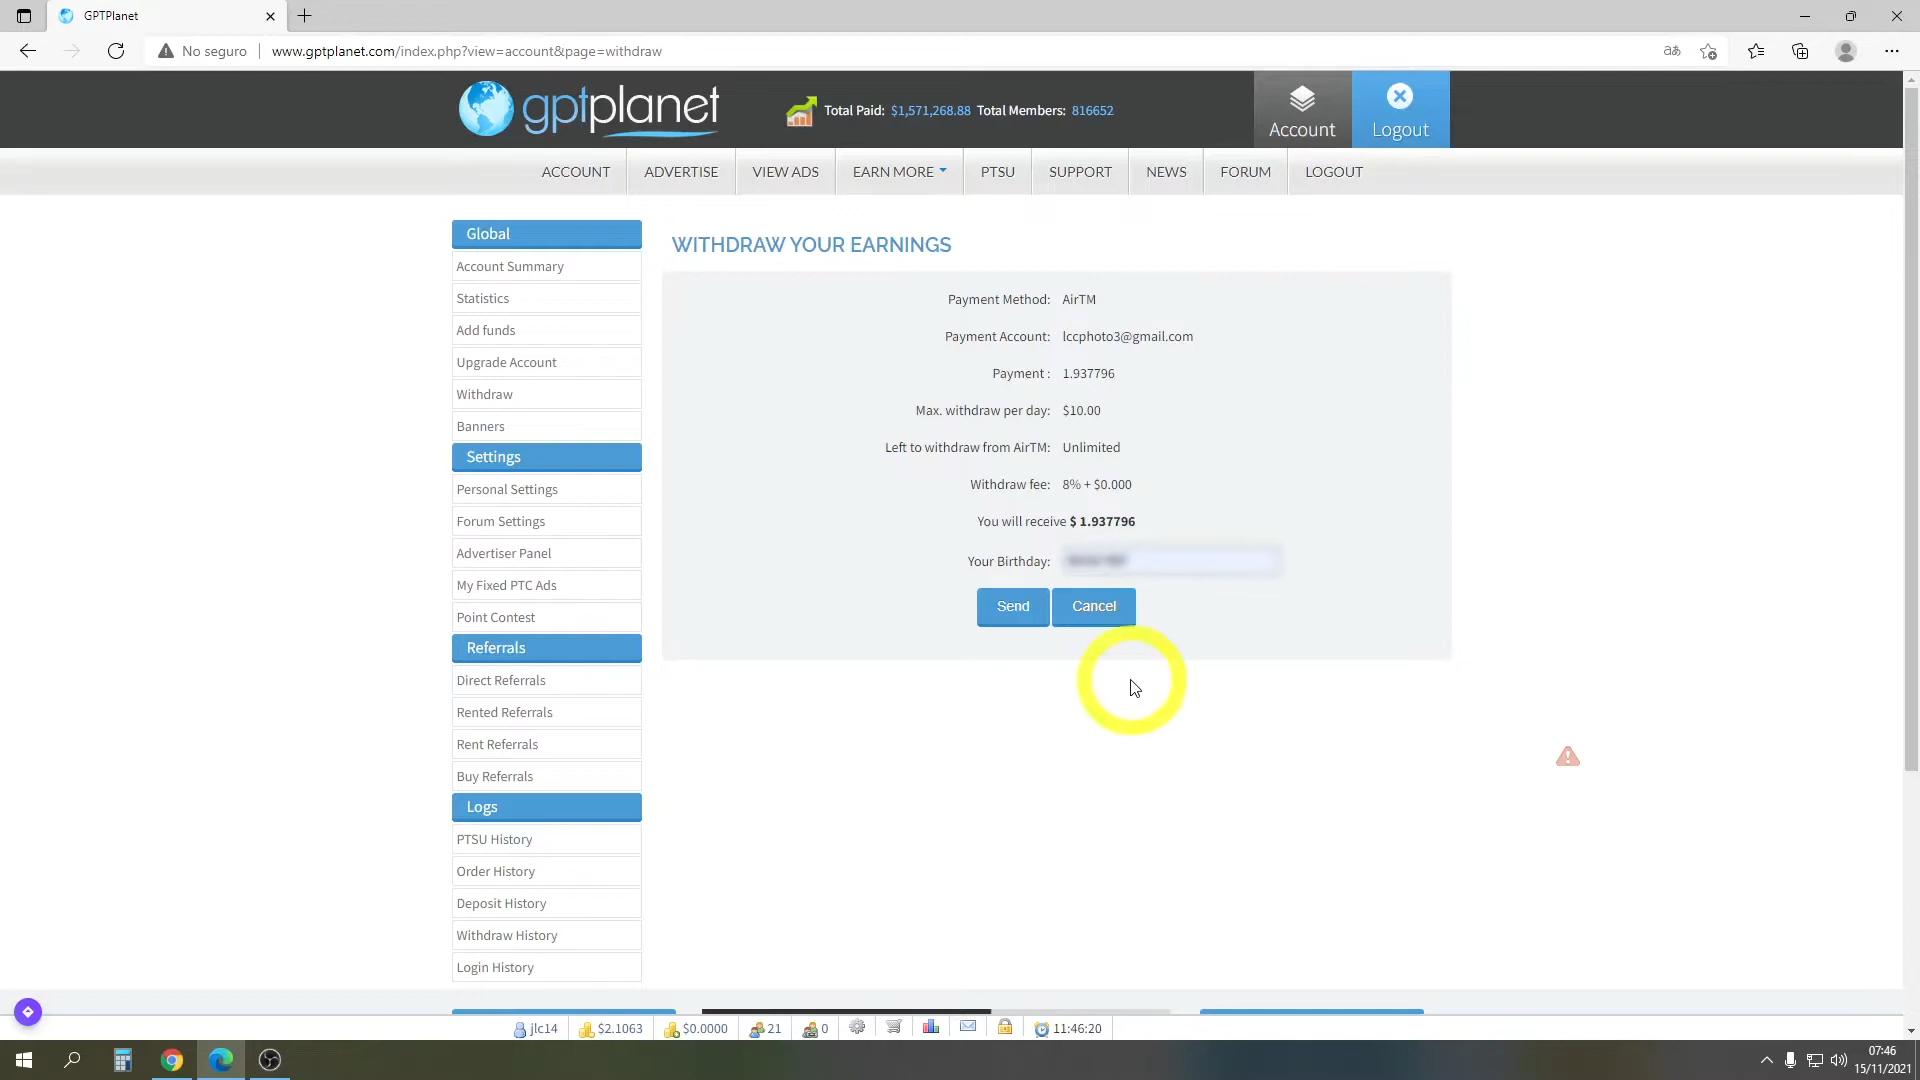 GPTPlanet
No seguro
www.gptplanet.com/index.php?view=account&page=withdraw
aあ
gptplanet
Total Paid: $1,571,268.88 Total Members: 816652
Account
Logout
ACCOUNT
ADVERTISE
VIEW ADS
EARN MORE
PTSU
SUPPORT
NEWS
FORUM
LOGOUT
Global
Account Summary
Statistics
Add funds
Upgrade Account
Withdraw
Banners
Settings
Personal Settings
Forum Settings
Advertiser Panel
My Fixed PTC Ads
Point Contest
Referrals
Direct Referrals
Rented Referrals
Rent Referrals
Buy Referrals
Logs
PTSU History
Order History
Deposit History
Withdraw History
Login History
WITHDRAW YOUR EARNINGS
Payment Method: AirTM
Payment Account: lccphoto3@gmail.com
Payment : 1.937796
Max. withdraw per day: $10.00
Left to withdraw from AirTM: Unlimited
Withdraw fee: 8% + $0.000
You will receive $ 1.937796
Your Birthday:
Send
Cancel
jlc14
$2.1063
$0.0000
21
0
11:46:20
07:46
15/11/2021